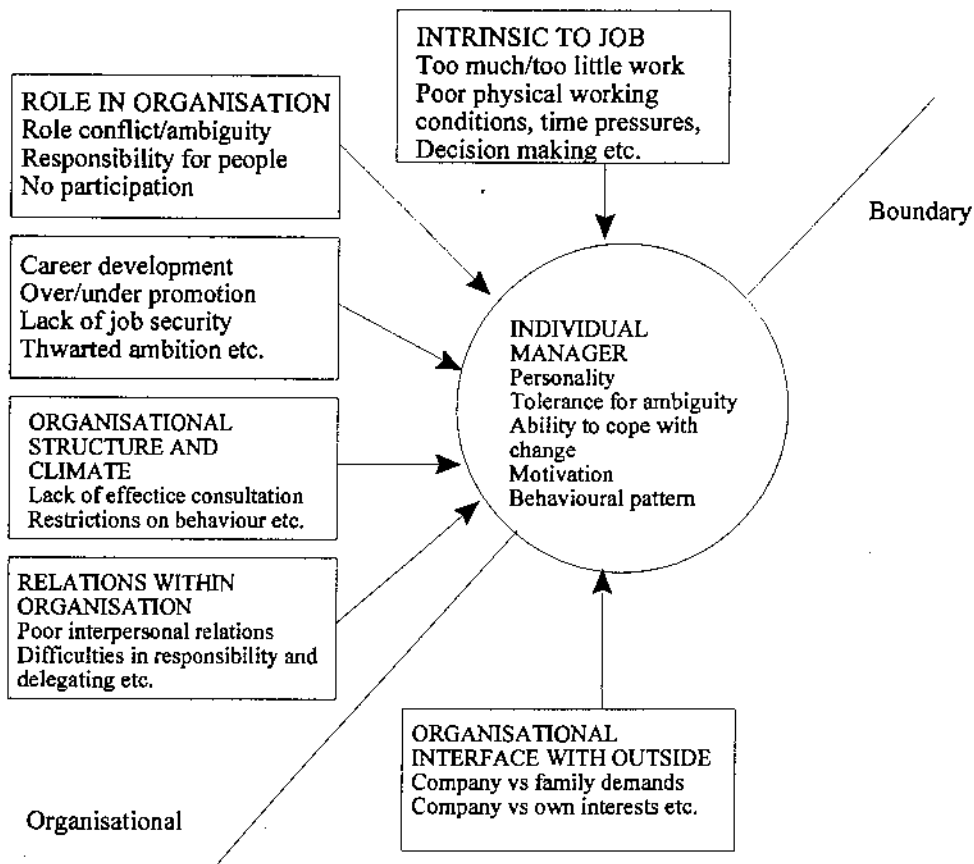 INTRINSIC TO JOB
Too much/too little work
Poor physical working
conditions, time pressures,
Decision making etc.
ROLE IN ORGANISATION
Role conflict/ambiguity
Responsibility for people
No participation
Boundary
Career development
Over/under promotion
Lack of job security
Thwarted ambition etc.
INDIVIDUAL
MANAGER
Personality
Tolerance for ambiguity
Ability to cope with
change
Motivation
Behavioural pattern
ORGANISATIONAL
STRUCTURE AND
CLIMATE
Lack of effectice consultation
Restrictions on behaviour etc.
RELATIONS WITHIN
ORGANISATION
Poor interpersonal relations
Difficulties in responsibility and
delegating etc.
ORGANISATIONAL
INTERFACE WITH OUTSIDE
Company vs family demands
Company vs own interests etc.
Organisational